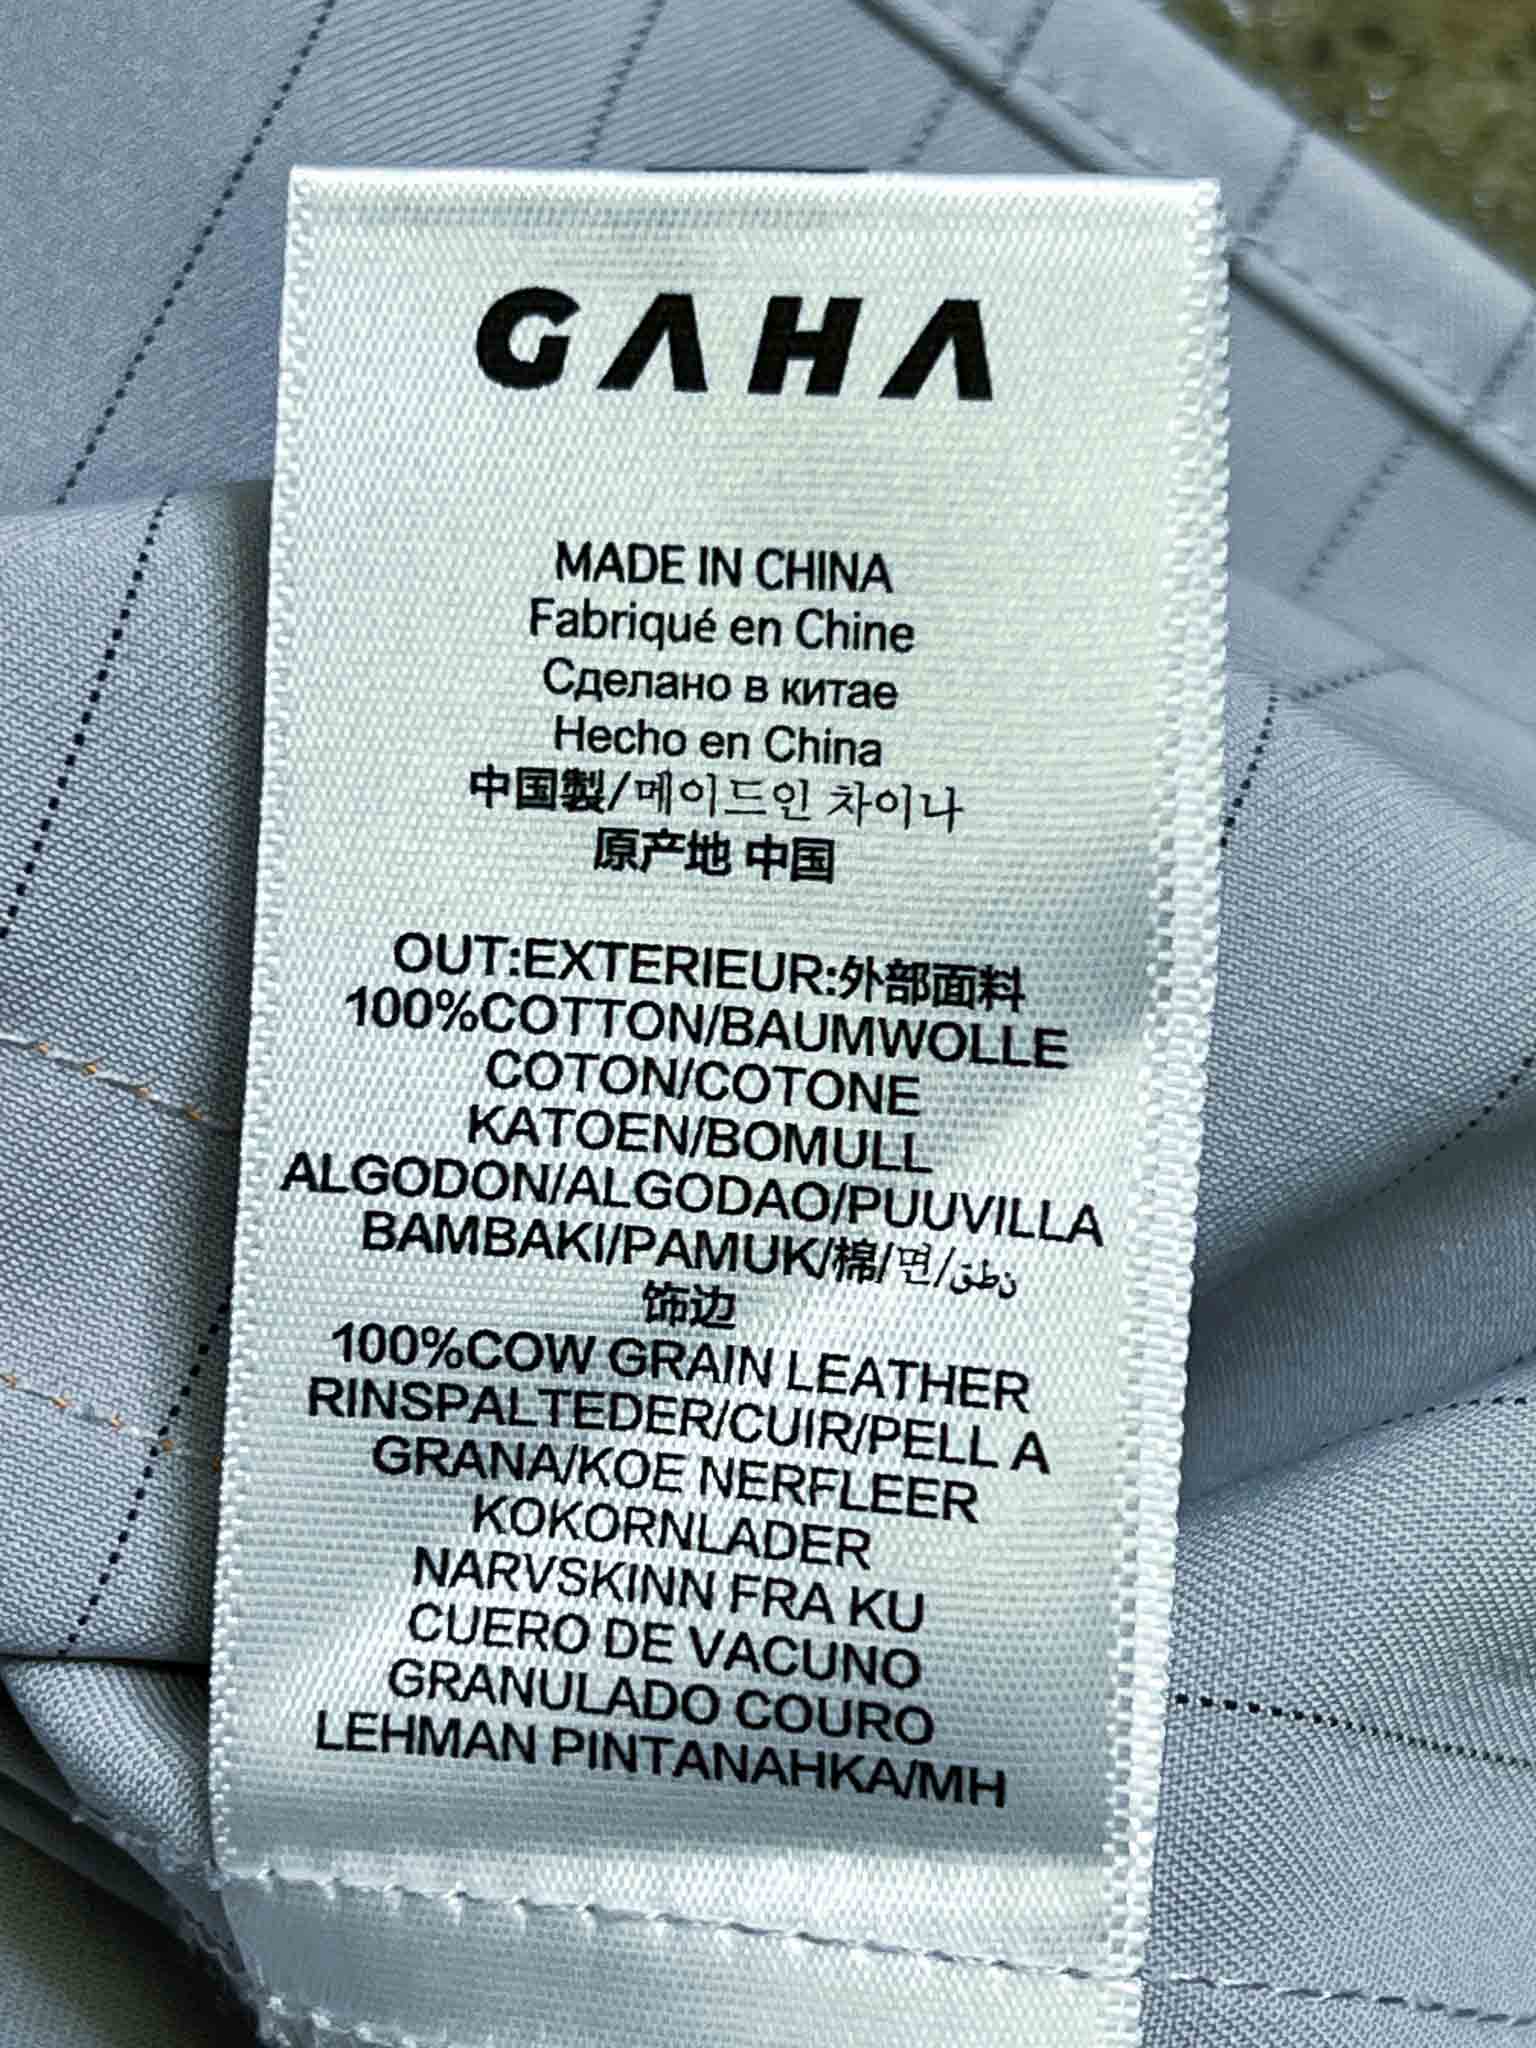 GAHA
MADE IN CHINA
Fabriqué en Chine
Сделано в китае
Hecho en China
中国製/메이드인 차이나
原产地 中国
OUT:EXTERIEUR:外部面料
100%COTTON/BAUMWOLLE
COTON/COTONE
KATOEN/BOMULL
ALGODON/ALGODAO/PUUVILLA
BAMBAKI/PAMUK/棉/면/قطن
饰边
100%COW GRAIN LEATHER
RINSPALTEDER/CUIR/PELL A
GRANA/KOE NERFLEER
KOKORNLADER
NARVSKINN FRA KU
CUERO DE VACUNO
GRANULADO COURO
LEHMAN PINTANAHKA/MH